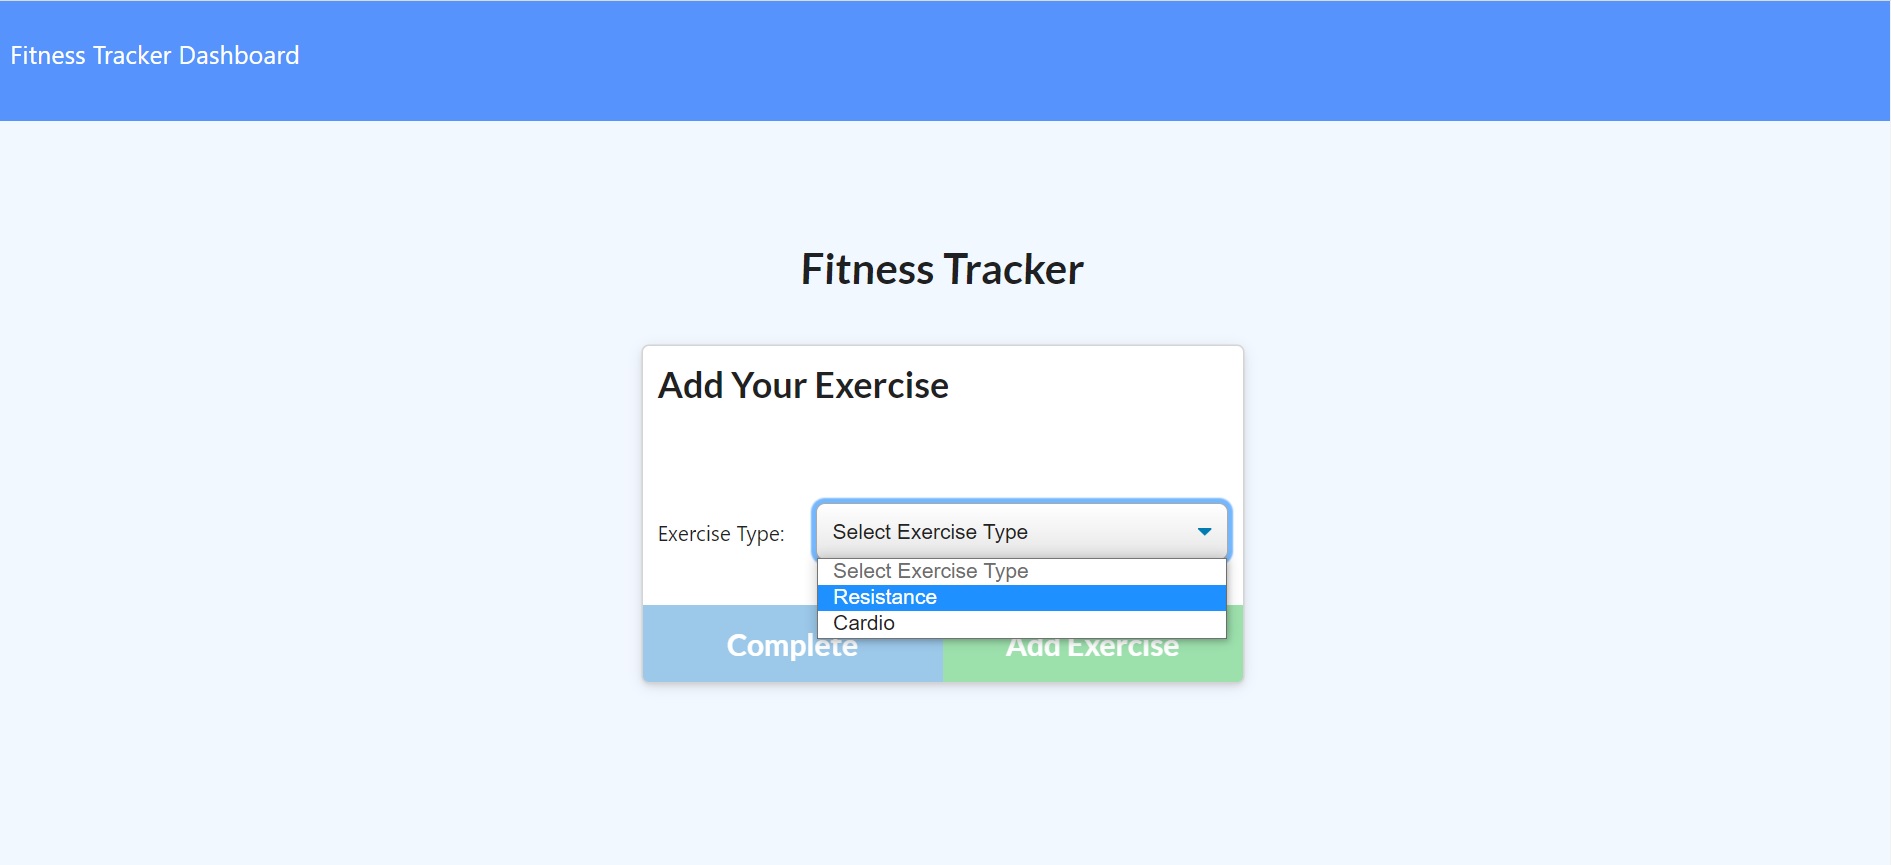 Fitness Tracker Dashboard
Fitness Tracker
Add Your Exercise
Exercise Type: Select Exercise Type
Select Exercise Type
Resistance
Cardio
Complete Add Exercise